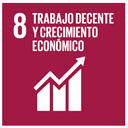 8 TRABAJO DECENTE
Y CRECIMIENTO
ECONÓMICO